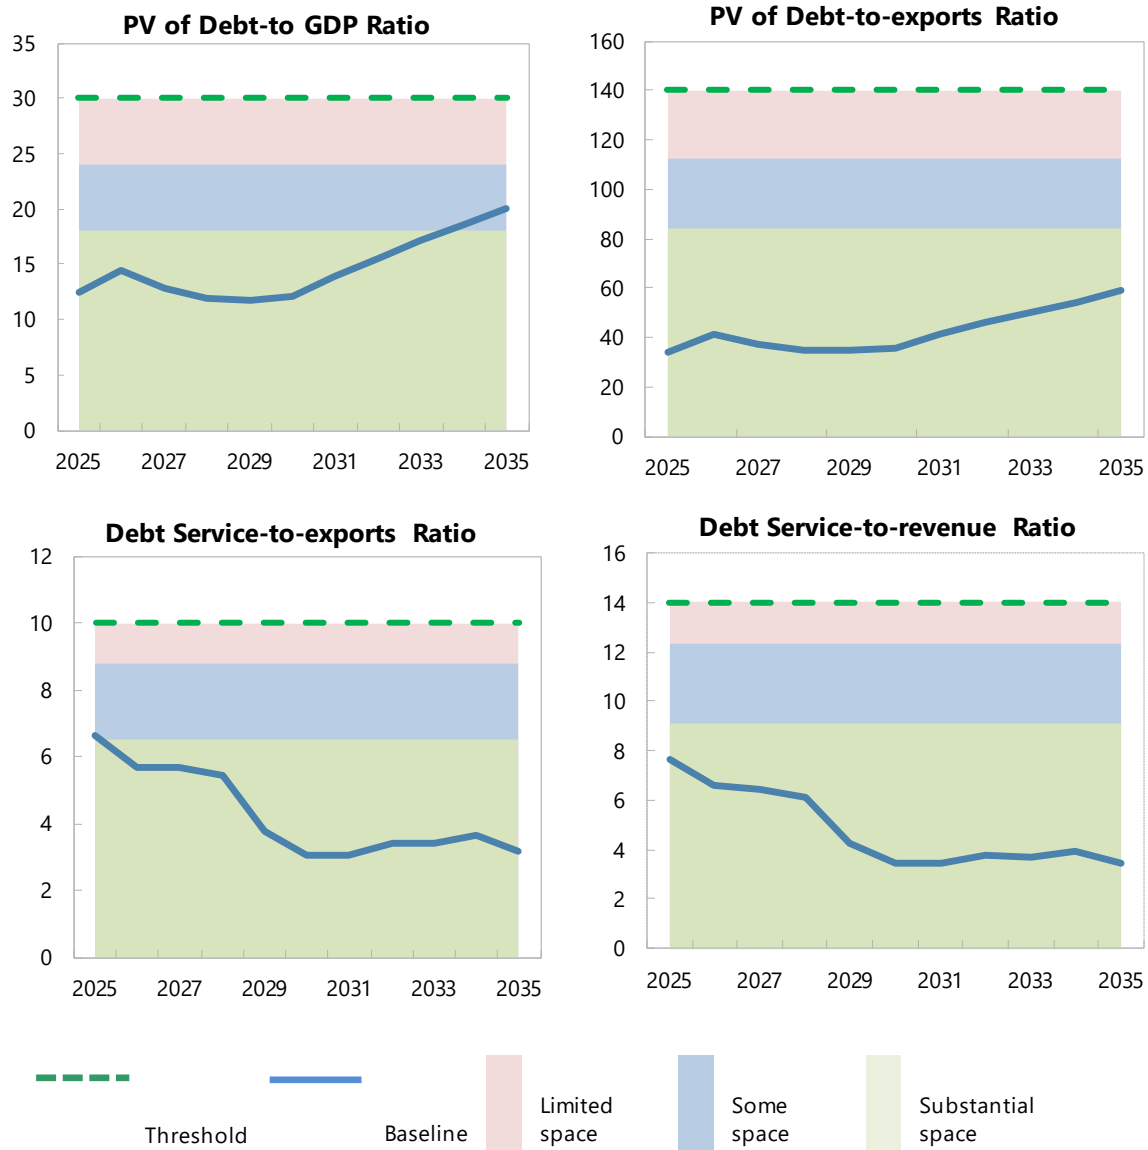 PV of Debt-to GDP Ratio
35
30
25
20
15
10
5
0
2025 2027 2029 2031 2033 2035
PV of Debt-to-exports Ratio
160
140
120
100
80
60
40
20
0
2025 2027 2029 2031 2033 2035
Debt Service-to-exports Ratio
12
10
8
6
4
2
0
2025 2027 2029 2031 2033 2035
Debt Service-to-revenue Ratio
16
14
12
10
8
6
4
2
0
2025 2027 2029 2031 2033 2035
Threshold
Baseline
Limited
space
Some
space
Substantial
space